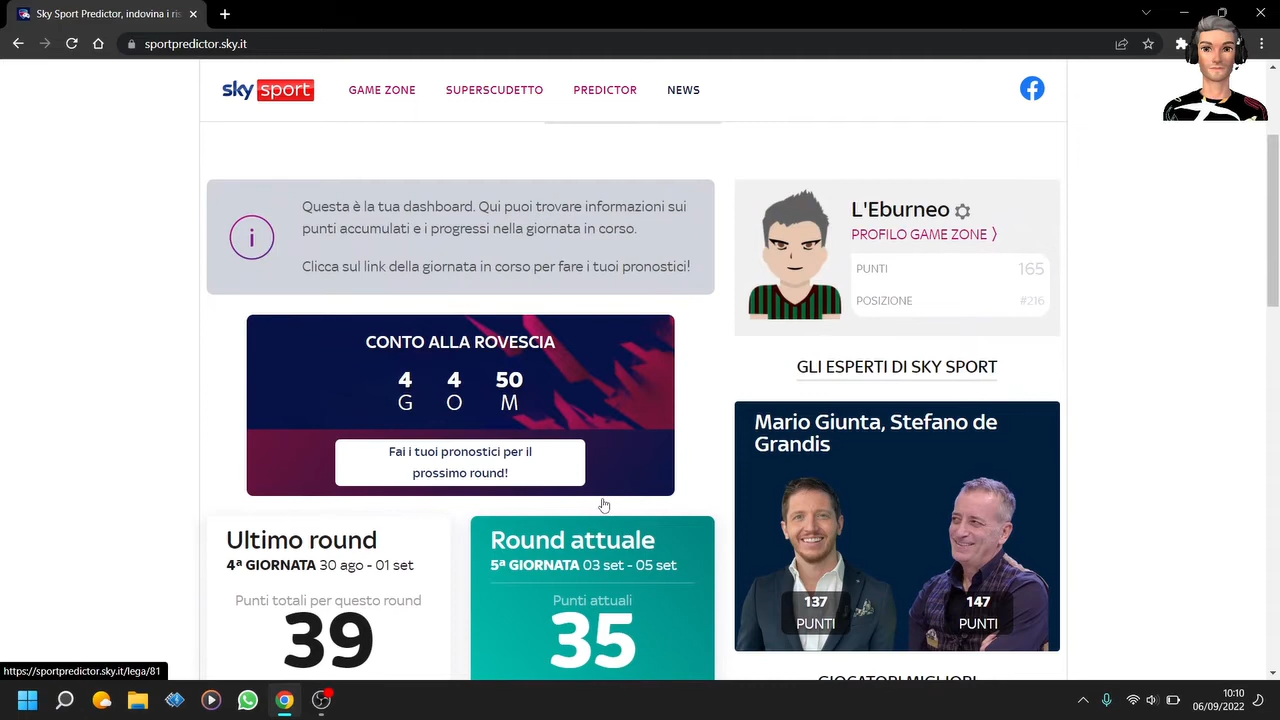 Sky Sport Predictor, indovina i ris
sportpredictor.sky.it
sky sport
GAME ZONE
SUPERSCUDETTO
PREDICTOR
NEWS
Questa è la tua dashboard. Qui puoi trovare informazioni sui
punti accumulati e i progressi nella giornata in corso.
Clicca sul link della giornata in corso per fare i tuoi pronostici!
L'Eburneo
PROFILO GAME ZONE
PUNTI 165
POSIZIONE #216
CONTO ALLA ROVESCIA
4 4 50
G O M
Fai i tuoi pronostici per il
prossimo round!
GLI ESPERTI DI SKY SPORT
Mario Giunta, Stefano de
Grandis
137
PUNTI
147
PUNTI
Ultimo round
4ª GIORNATA 30 ago - 01 set
Punti totali per questo round
39
Round attuale
5ª GIORNATA 03 set - 05 set
Punti attuali
35
GIOCATORI MIGLIORI
https://sportpredictor.sky.it/lega/81
10:10
06/09/2022